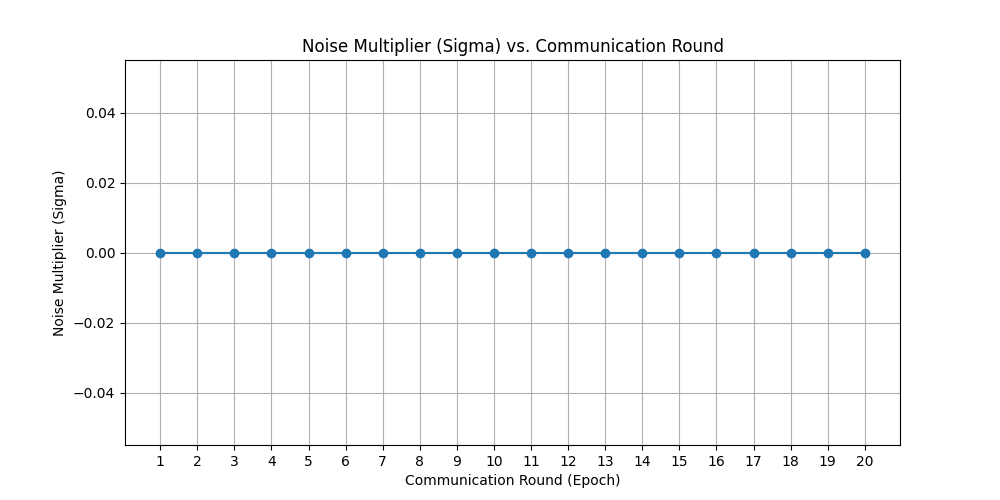 Noise Multiplier (Sigma) vs. Communication Round
Noise Multiplier (Sigma)
0.04
0.02
0.00
−0.02
−0.04
1 2 3 4 5 6 7 8 9 10 11 12 13 14 15 16 17 18 19 20
Communication Round (Epoch)